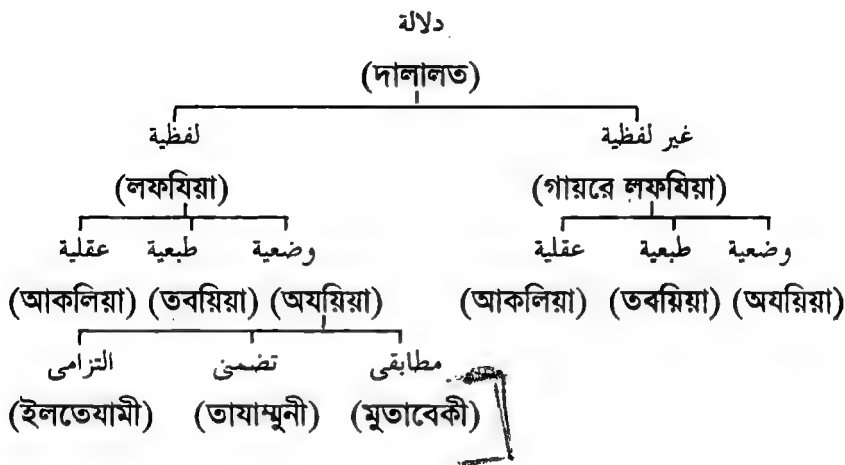 دلالة
(দালালত)
لفظية غير لفظية
(লফযিয়া) (গায়রে লফযিয়া)
عقلية طبعية وضعية عقلية طبعية وضعية
(আকলিয়া) (তবয়িয়া) (অযয়িয়া) (আকলিয়া) (তবয়িয়া) (অযয়িয়া)
التزامى تضمنى مطابقى
(ইলতেযামী) (তাযাম্মুনী) (মুতাবেকী)